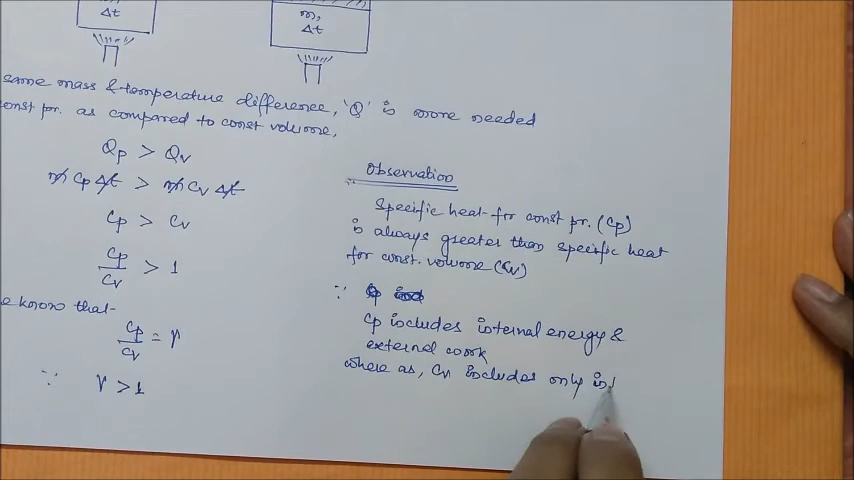 Δt
m,
Δt
same mass & temperature difference, 'Q' is more needed
const pr. as compared to const volume,
Qp > Qv
m Cp Δt > m Cv Δt
Cp > Cv
Cp/Cv > 1
e know that-
Cp/Cv = γ
∵ γ > 1
Observation
Specific heat for const pr. (Cp)
is always greater than specific heat
for const. volume (Cv)
∵
Cp includes internal energy &
external work
where as, Cv includes only in